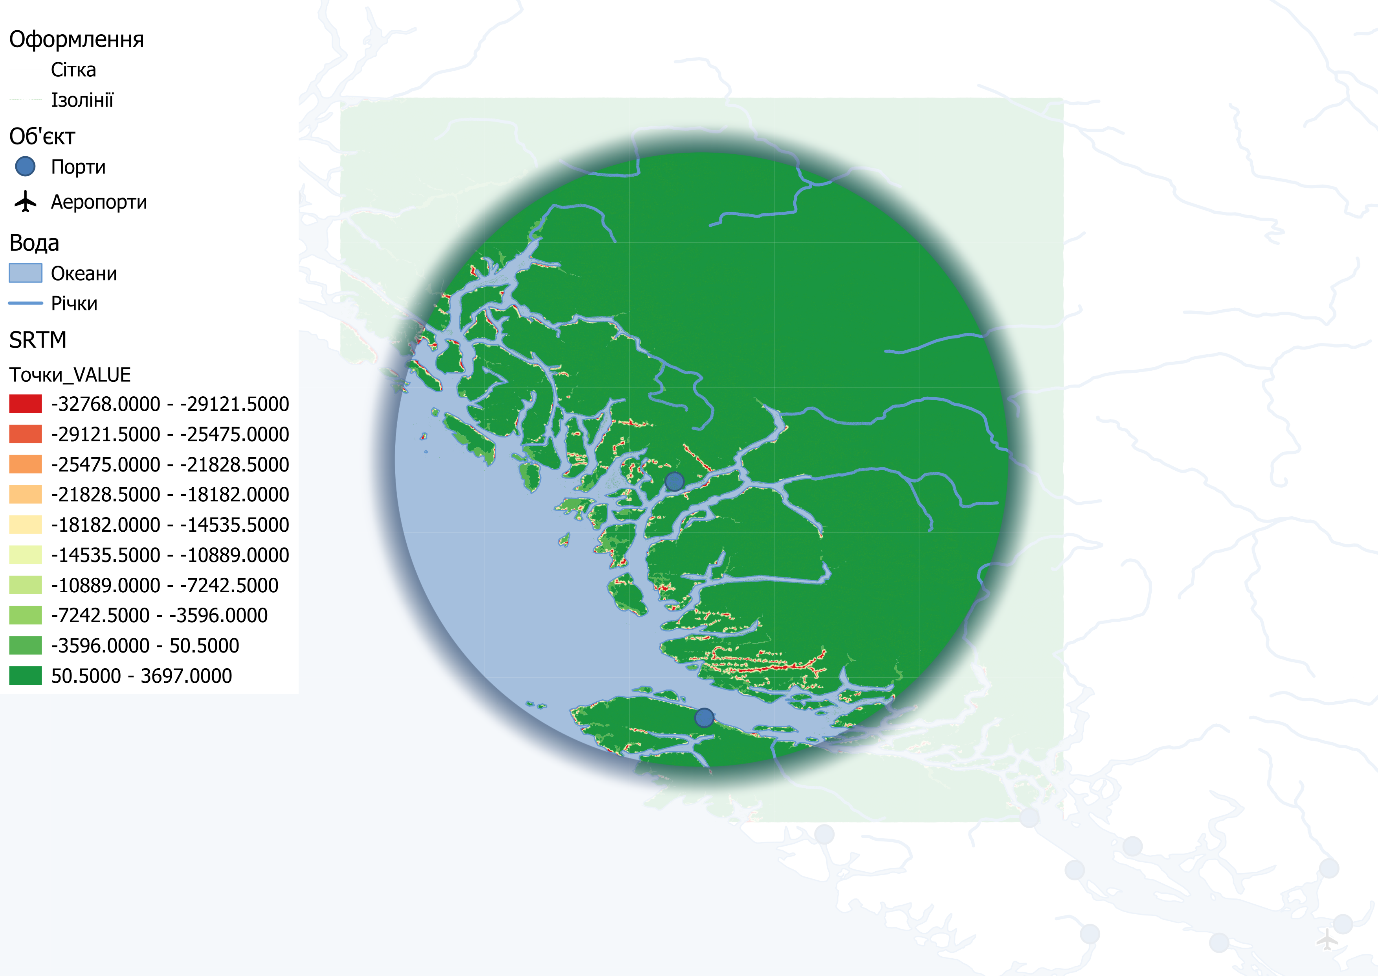 Оформлення
Сітка
Ізолінії
Об'єкт
Порти
Аеропорти
Вода
Океани
Річки
SRTM
Точки_VALUE
-32768.0000 - -29121.5000
-29121.5000 - -25475.0000
-25475.0000 - -21828.5000
-21828.5000 - -18182.0000
-18182.0000 - -14535.5000
-14535.5000 - -10889.0000
-10889.0000 - -7242.5000
-7242.5000 - -3596.0000
-3596.0000 - 50.5000
50.5000 - 3697.0000